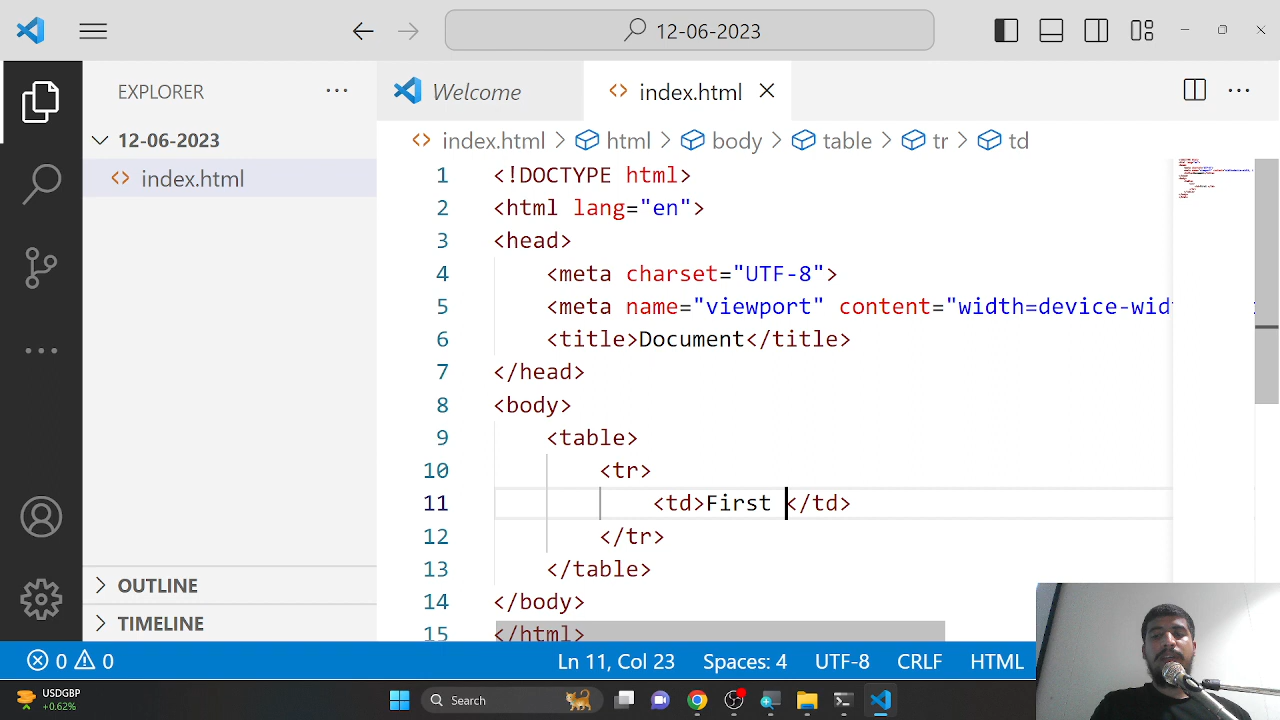 12-06-2023
EXPLORER
12-06-2023
index.html
OUTLINE
TIMELINE
Welcome
index.html
index.html > html > body > table > tr > td
1 <!DOCTYPE html>
2 <html lang="en">
3 <head>
4 <meta charset="UTF-8">
5 <meta name="viewport" content="width=device-wid
6 <title>Document</title>
7 </head>
8 <body>
9 <table>
10 <tr>
11 <td>First </td>
12 </tr>
13 </table>
14 </body>
15 </html>
0 0
Ln 11, Col 23 Spaces: 4 UTF-8 CRLF HTML
USDGBP
+0.62%
Search